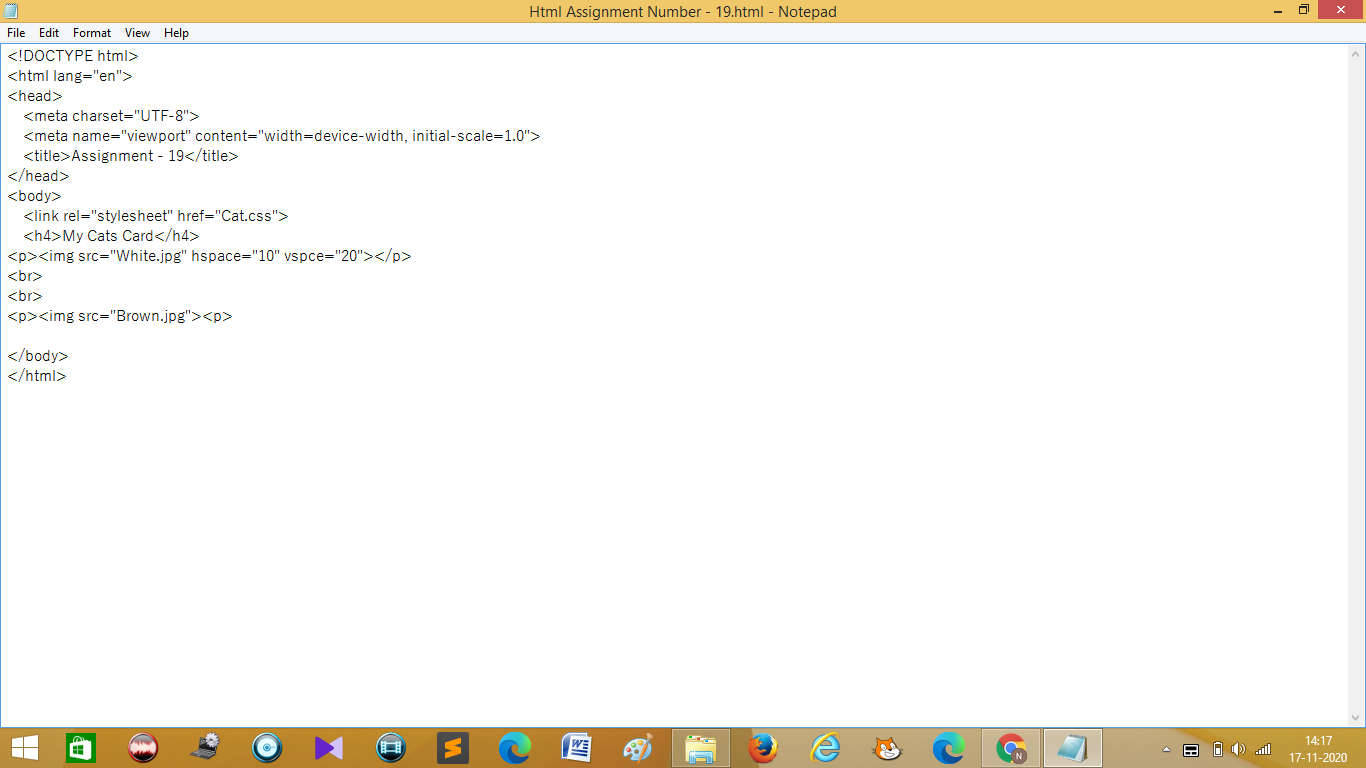 Html Assignment Number - 19.html - Notepad
File Edit Format View Help
<!DOCTYPE html>
<html lang="en">
<head>
    <meta charset="UTF-8">
    <meta name="viewport" content="width=device-width, initial-scale=1.0">
    <title>Assignment - 19</title>
</head>
<body>
    <link rel="stylesheet" href="Cat.css">
    <h4>My Cats Card</h4>
<p><img src="White.jpg" hspace="10" vspce="20"></p>
<br>
<br>
<p><img src="Brown.jpg"><p>
</body>
</html>
N
14:17
17-11-2020